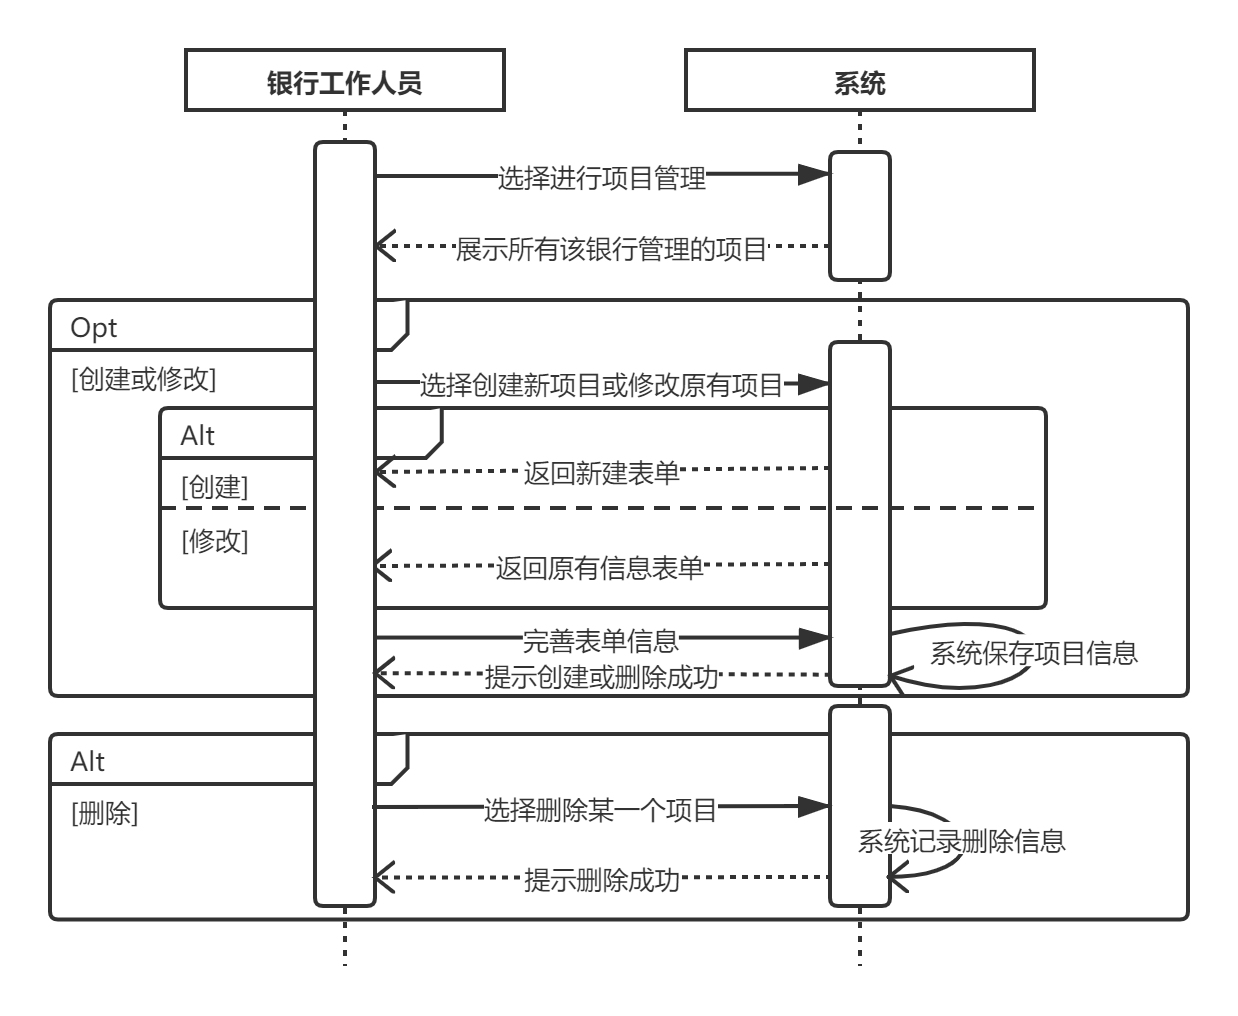 银行工作人员
系统
选择进行项目管理
展示所有该银行管理的项目
Opt
[创建或修改]
选择创建新项目或修改原有项目
Alt
返回新建表单
[创建]
[修改]
返回原有信息表单
完善表单信息
系统保存项目信息
提示创建或删除成功
Alt
[删除]
选择删除某一个项目
系统记录删除信息
提示删除成功